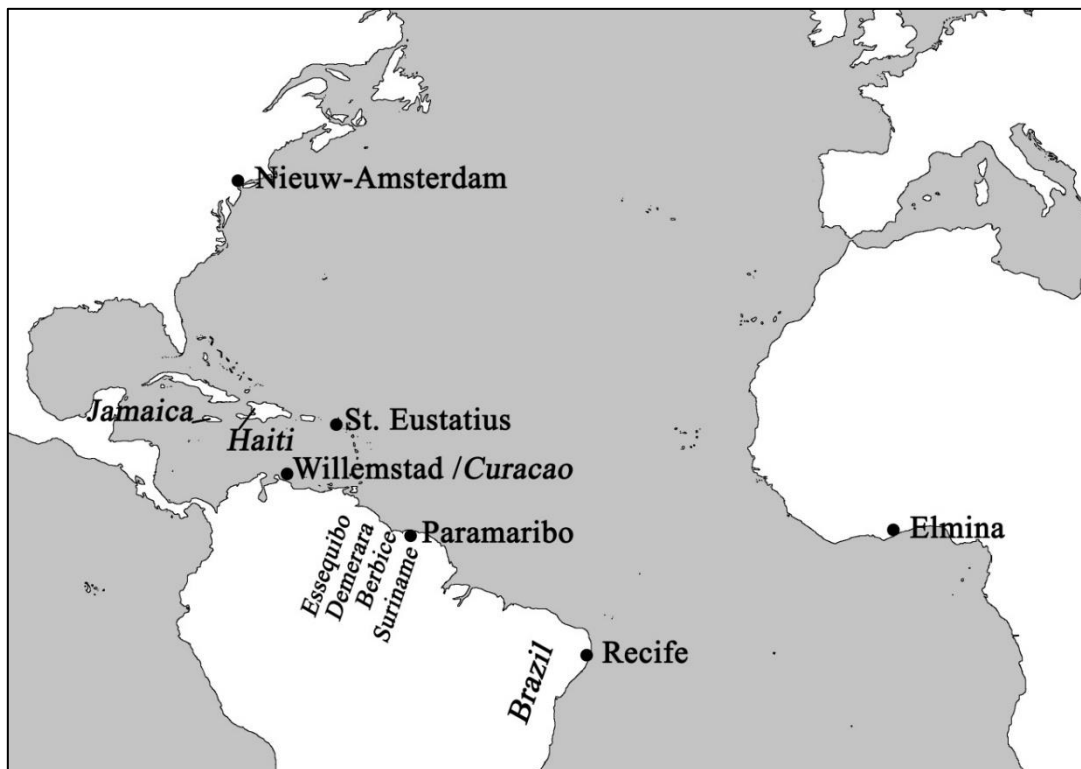 Nieuw-Amsterdam
Jamaica
Haiti
St. Eustatius
Willemstad /Curacao
Essequibo
Demerara
Berbice
Suriname
Paramaribo
Elmina
Brazil
Recife